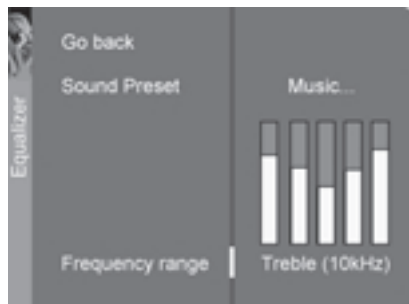 Equalizer
Go back
Sound Preset
Music...
Frequency range
Treble (10kHz)